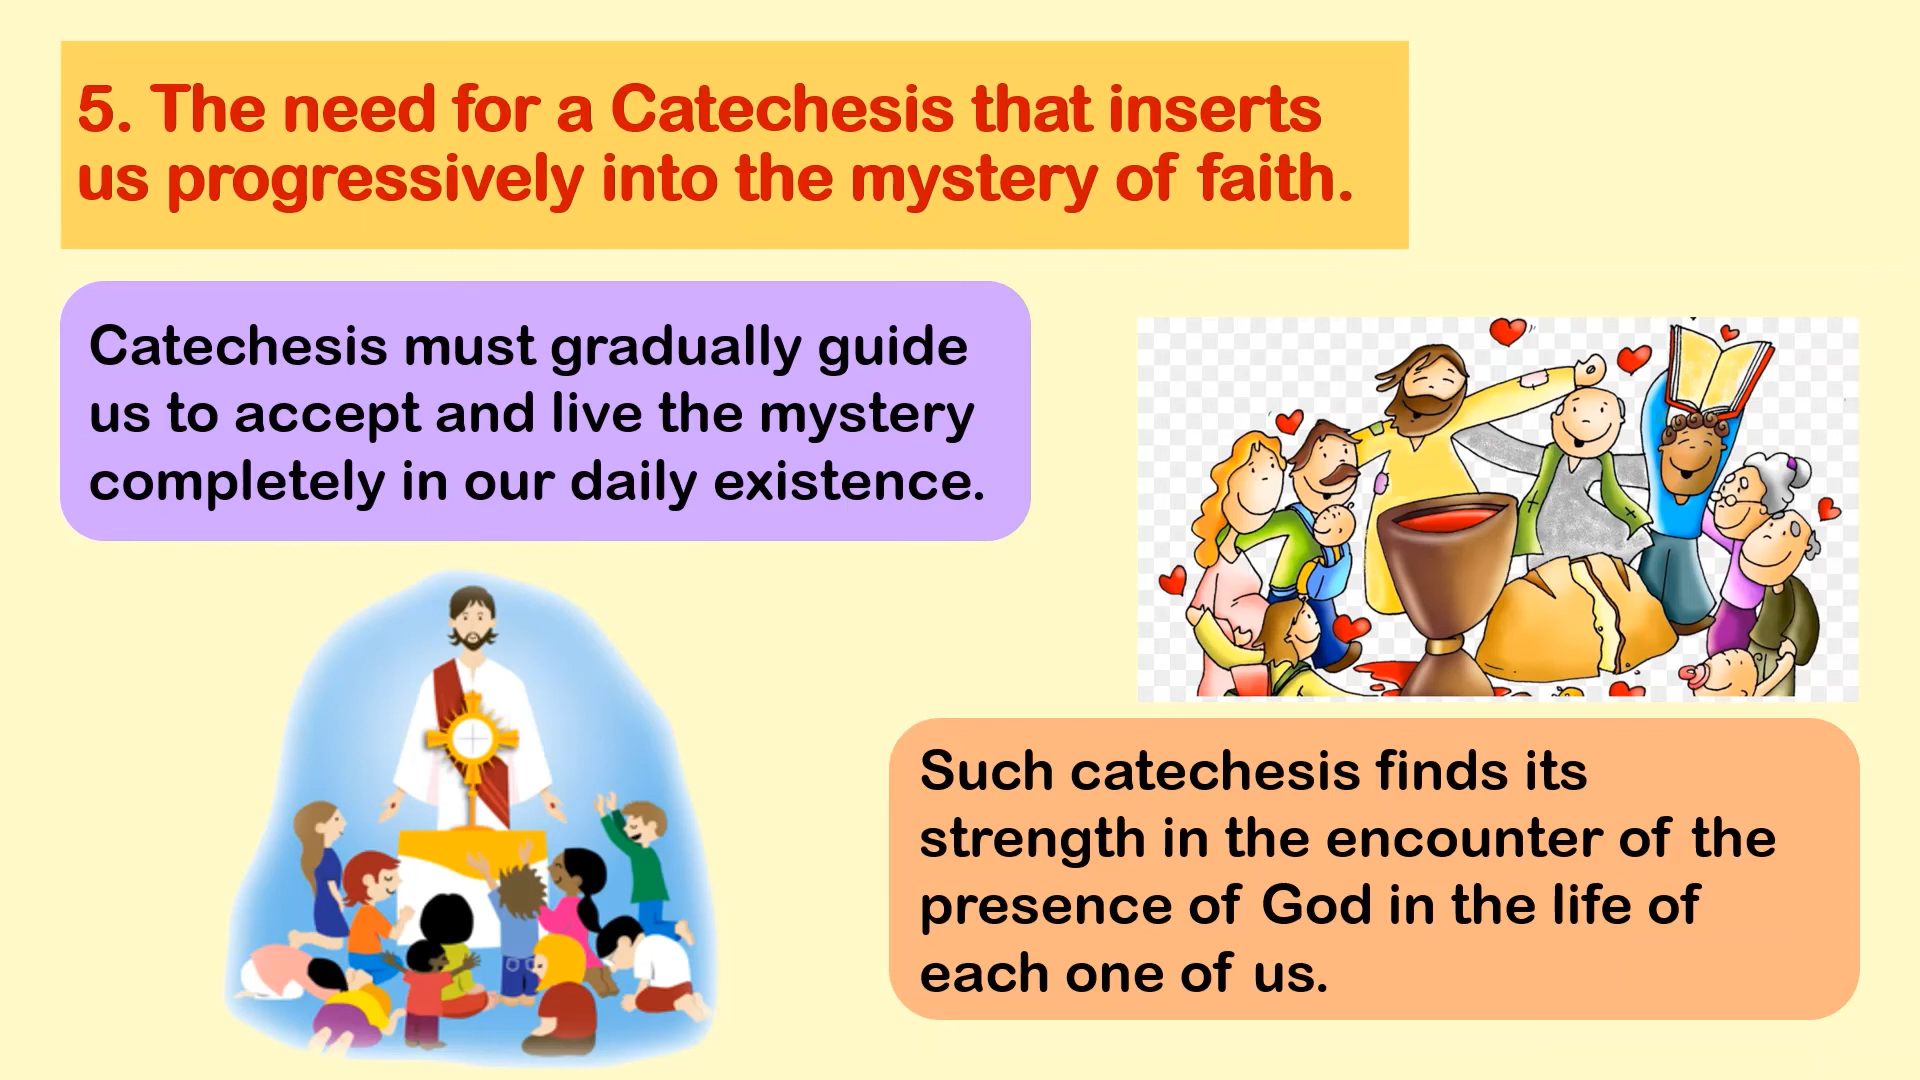 5. The need for a Catechesis that inserts
us progressively into the mystery of faith.
Catechesis must gradually guide
us to accept and live the mystery
completely in our daily existence.
Such catechesis finds its
strength in the encounter of the
presence of God in the life of
each one of us.